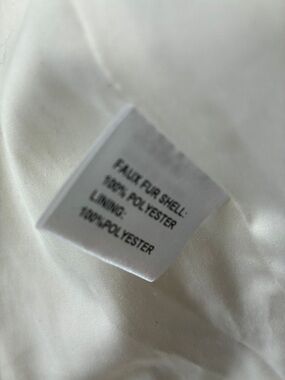 FAUX FUR SHELL:
100% POLYESTER
LINING:
100%POLYESTER